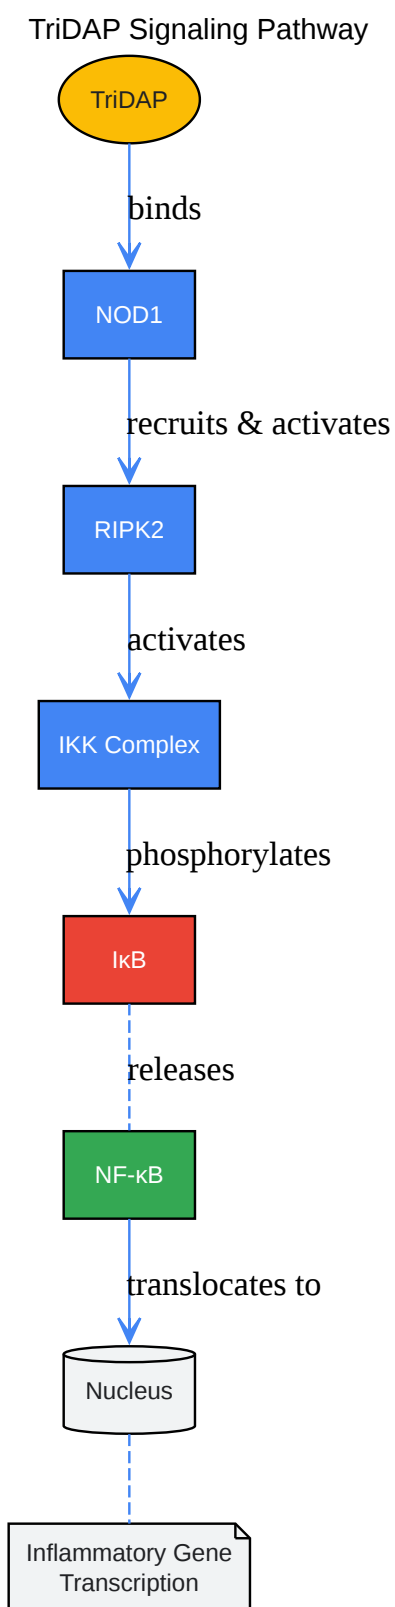 TriDAP Signaling Pathway
TriDAP
binds
NOD1
recruits & activates
RIPK2
activates
IKK Complex
phosphorylates
IκB
releases
NF-κB
translocates to
Nucleus
Inflammatory Gene
Transcription